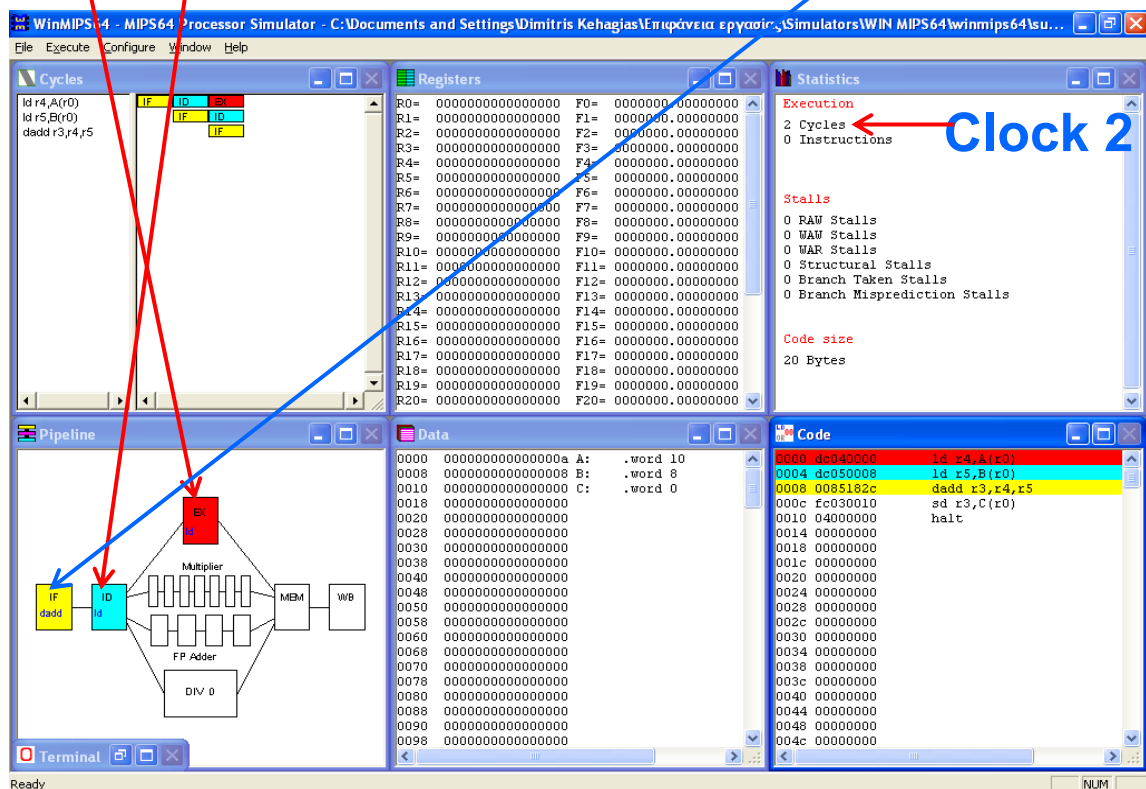 WinMIPS64 - MIPS64 Processor Simulator - C:\Documents and Settings\Dimitris Kehagias\Επιφάνεια εργασίας\Simulators\WIN MIPS64\winmips64\su...
File Execute Configure Window Help
Cycles
ld r4,A(r0) IF ID EX
ld r5,B(r0) IF ID
dadd r3,r4,r5 IF
Registers
R0= 0000000000000000 F0= 0000000.00000000
R1= 0000000000000000 F1= 0000000.00000000
R2= 0000000000000000 F2= 0000000.00000000
R3= 0000000000000000 F3= 0000000.00000000
R4= 0000000000000000 F4= 0000000.00000000
R5= 0000000000000000 F5= 0000000.00000000
R6= 0000000000000000 F6= 0000000.00000000
R7= 0000000000000000 F7= 0000000.00000000
R8= 0000000000000000 F8= 0000000.00000000
R9= 0000000000000000 F9= 0000000.00000000
R10= 0000000000000000 F10= 0000000.00000000
R11= 0000000000000000 F11= 0000000.00000000
R12= 0000000000000000 F12= 0000000.00000000
R13= 0000000000000000 F13= 0000000.00000000
R14= 0000000000000000 F14= 0000000.00000000
R15= 0000000000000000 F15= 0000000.00000000
R16= 0000000000000000 F16= 0000000.00000000
R17= 0000000000000000 F17= 0000000.00000000
R18= 0000000000000000 F18= 0000000.00000000
R19= 0000000000000000 F19= 0000000.00000000
R20= 0000000000000000 F20= 0000000.00000000
Statistics
Execution
2 Cycles
Clock 2
0 Instructions
Stalls
0 RAW Stalls
0 WAW Stalls
0 WAR Stalls
0 Structural Stalls
0 Branch Taken Stalls
0 Branch Misprediction Stalls
Code size
20 Bytes
Pipeline
EX
ld
Multiplier
IF
dadd
ID
ld
MEM
WB
FP Adder
DIV 0
Data
0000 000000000000000a A: .word 10
0008 0000000000000008 B: .word 8
0010 0000000000000000 C: .word 0
0018 0000000000000000
0020 0000000000000000
0028 0000000000000000
0030 0000000000000000
0038 0000000000000000
0040 0000000000000000
0048 0000000000000000
0050 0000000000000000
0058 0000000000000000
0060 0000000000000000
0068 0000000000000000
0070 0000000000000000
0078 0000000000000000
0080 0000000000000000
0088 0000000000000000
0090 0000000000000000
0098 0000000000000000
Code
0000 dc040000 ld r4,A(r0)
0004 dc050008 ld r5,B(r0)
0008 0085182c dadd r3,r4,r5
000c fc030010 sd r3,C(r0)
0010 04000000 halt
0014 00000000
0018 00000000
001c 00000000
0020 00000000
0024 00000000
0028 00000000
002c 00000000
0030 00000000
0034 00000000
0038 00000000
003c 00000000
0040 00000000
0044 00000000
0048 00000000
004c 00000000
Terminal
Ready
NUM